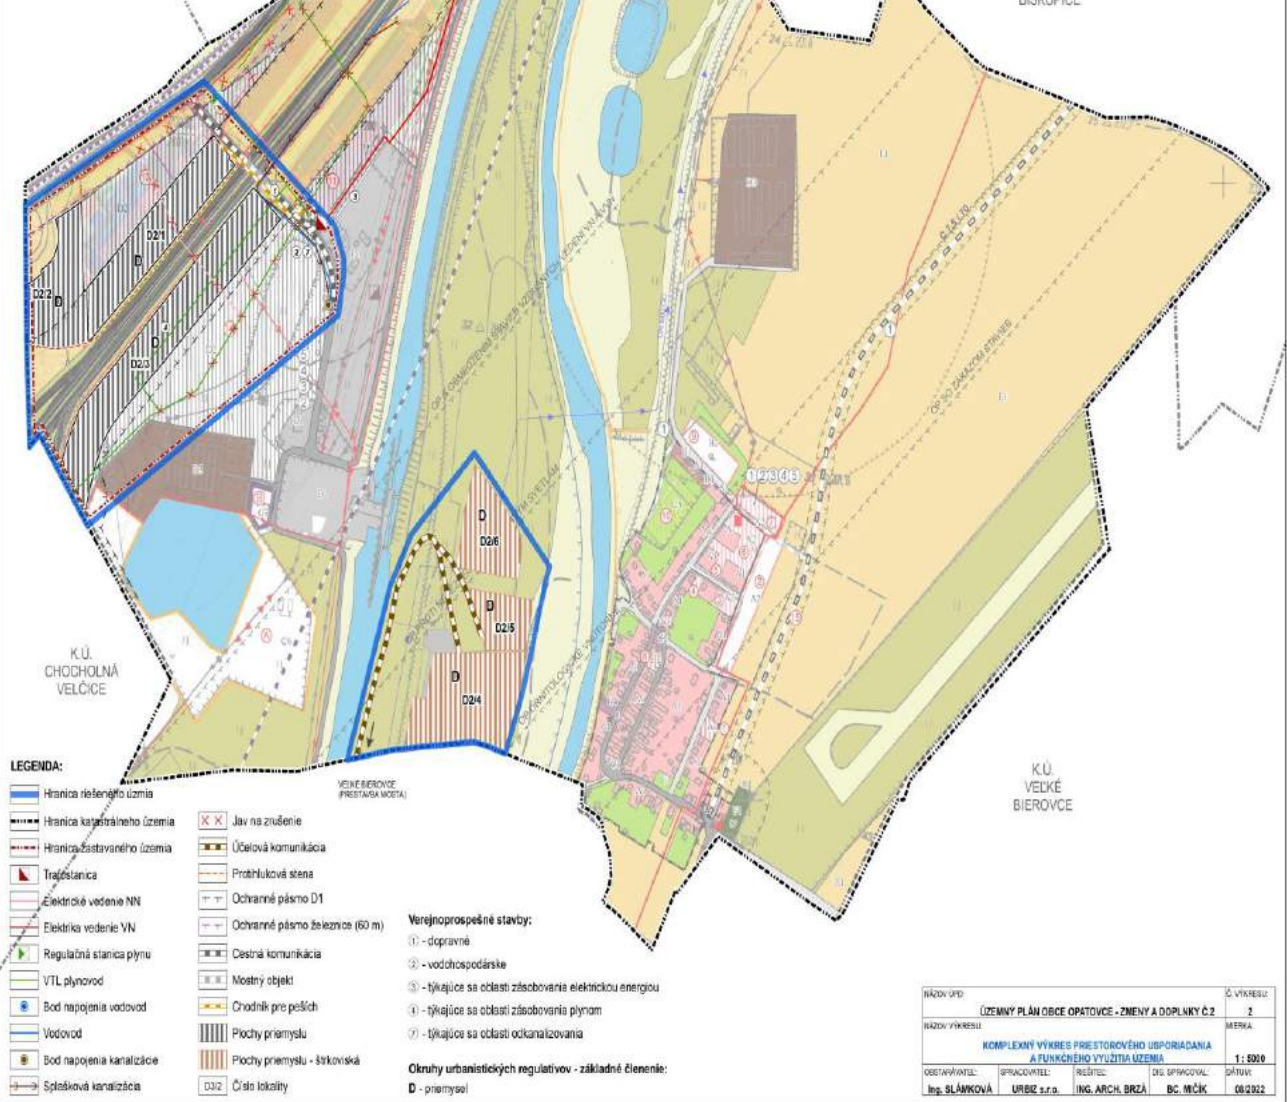 BISKUPICE
D2/1
D
D2/2
D
D
D2/3
D
D2/6
D
D2/5
D
D2/4
12345
K.Ú.
CHOCHOLNÁ
VELČICE
K.Ú.
VEĽKÉ
BIEROVCE
VEĽKÉ BIEROVCE
(PRESTAVBA MOSTA)
LEGENDA:
Hranica riešeného územia
Hranica katastrálneho územia
Hranica zastavaného územia
Trafostanica
Elektrické vedenie NN
Elektrika vedenie VN
Regulačná stanica plynu
VTL plynovod
Bod napojenia vodovod
Vodovod
Bod napojenia kanalizácie
Splašková kanalizácia
Jav na zrušenie
Účelová komunikácia
Protihluková stena
Ochranné pásmo D1
Ochranné pásmo železnice (60 m)
Cestná komunikácia
Mostný objekt
Chodník pre peších
Plochy priemyslu
Plochy priemyslu - štrkoviská
D3/2 Číslo lokality
Verejnoprospešné stavby:
1 - dopravné
2 - vodohospodárske
3 - týkajúce sa oblasti zásobovania elektrickou energiou
4 - týkajúce sa oblasti zásobovania plynom
7 - týkajúce sa oblasti odkanalizovania
Okruhy urbanistických regulatívov - základné členenie:
D - priemysel
NÁZOV ÚPD:
ÚZEMNÝ PLÁN OBCE OPATOVCE - ZMENY A DOPLNKY Č.2
Č. VÝKRESU:
2
NÁZOV VÝKRESU:
KOMPLEXNÝ VÝKRES PRIESTOROVÉHO USPORIADANIA
A FUNKČNÉHO VYUŽITIA ÚZEMIA
MIERKA:
1 : 5000
OBSTARÁVATEĽ: SPRACOVATEĽ: RIEŠITEĽ: DIG. SPRACOVAL: DÁTUM:
Ing. SLÁMKOVÁ URBIZ s.r.o. ING. ARCH. BRZÁ BC. MIČÍK 08/2022